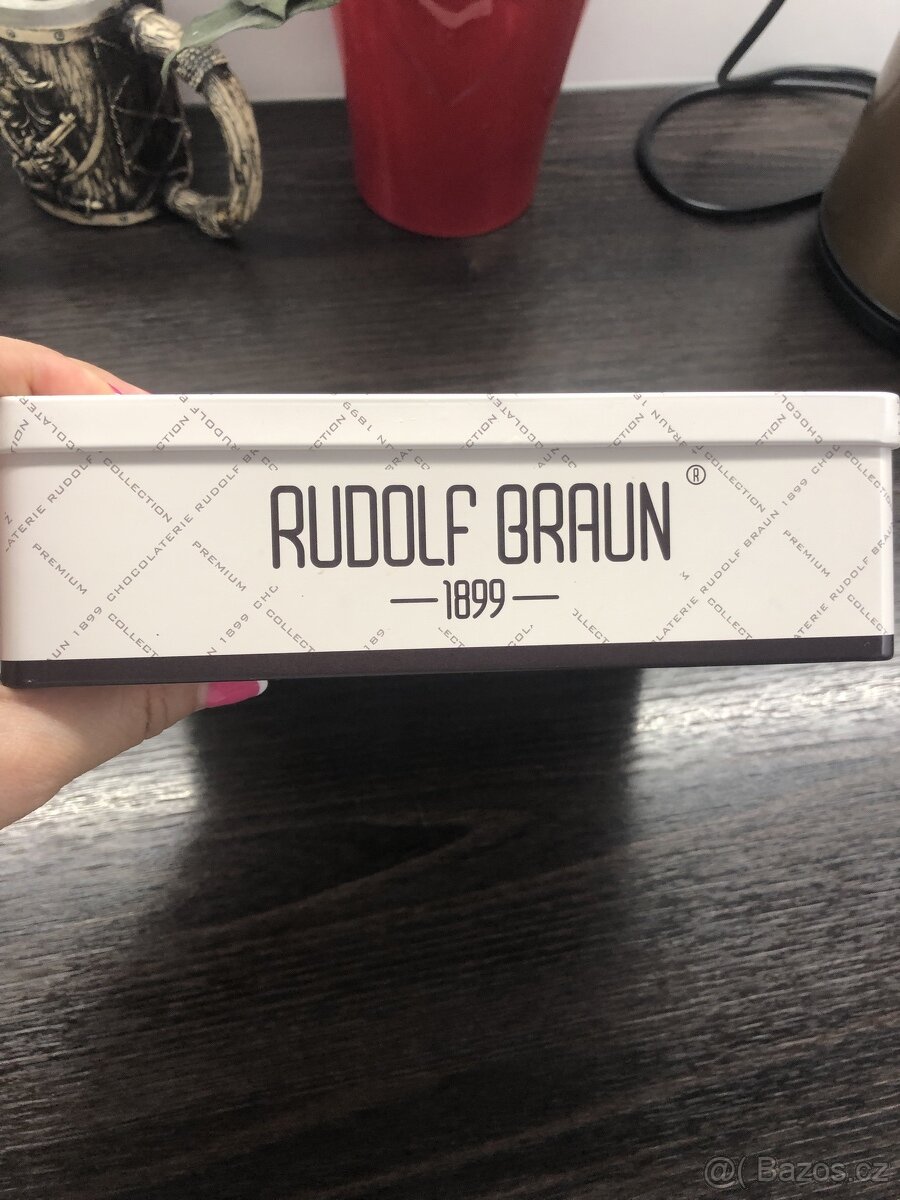 RUDOLF BRAUN ®
—1899—
PREMIUM
COLLECTION
CHOCOLATERIE RUDOLF BRAUN 1899
@( Bazos.cz